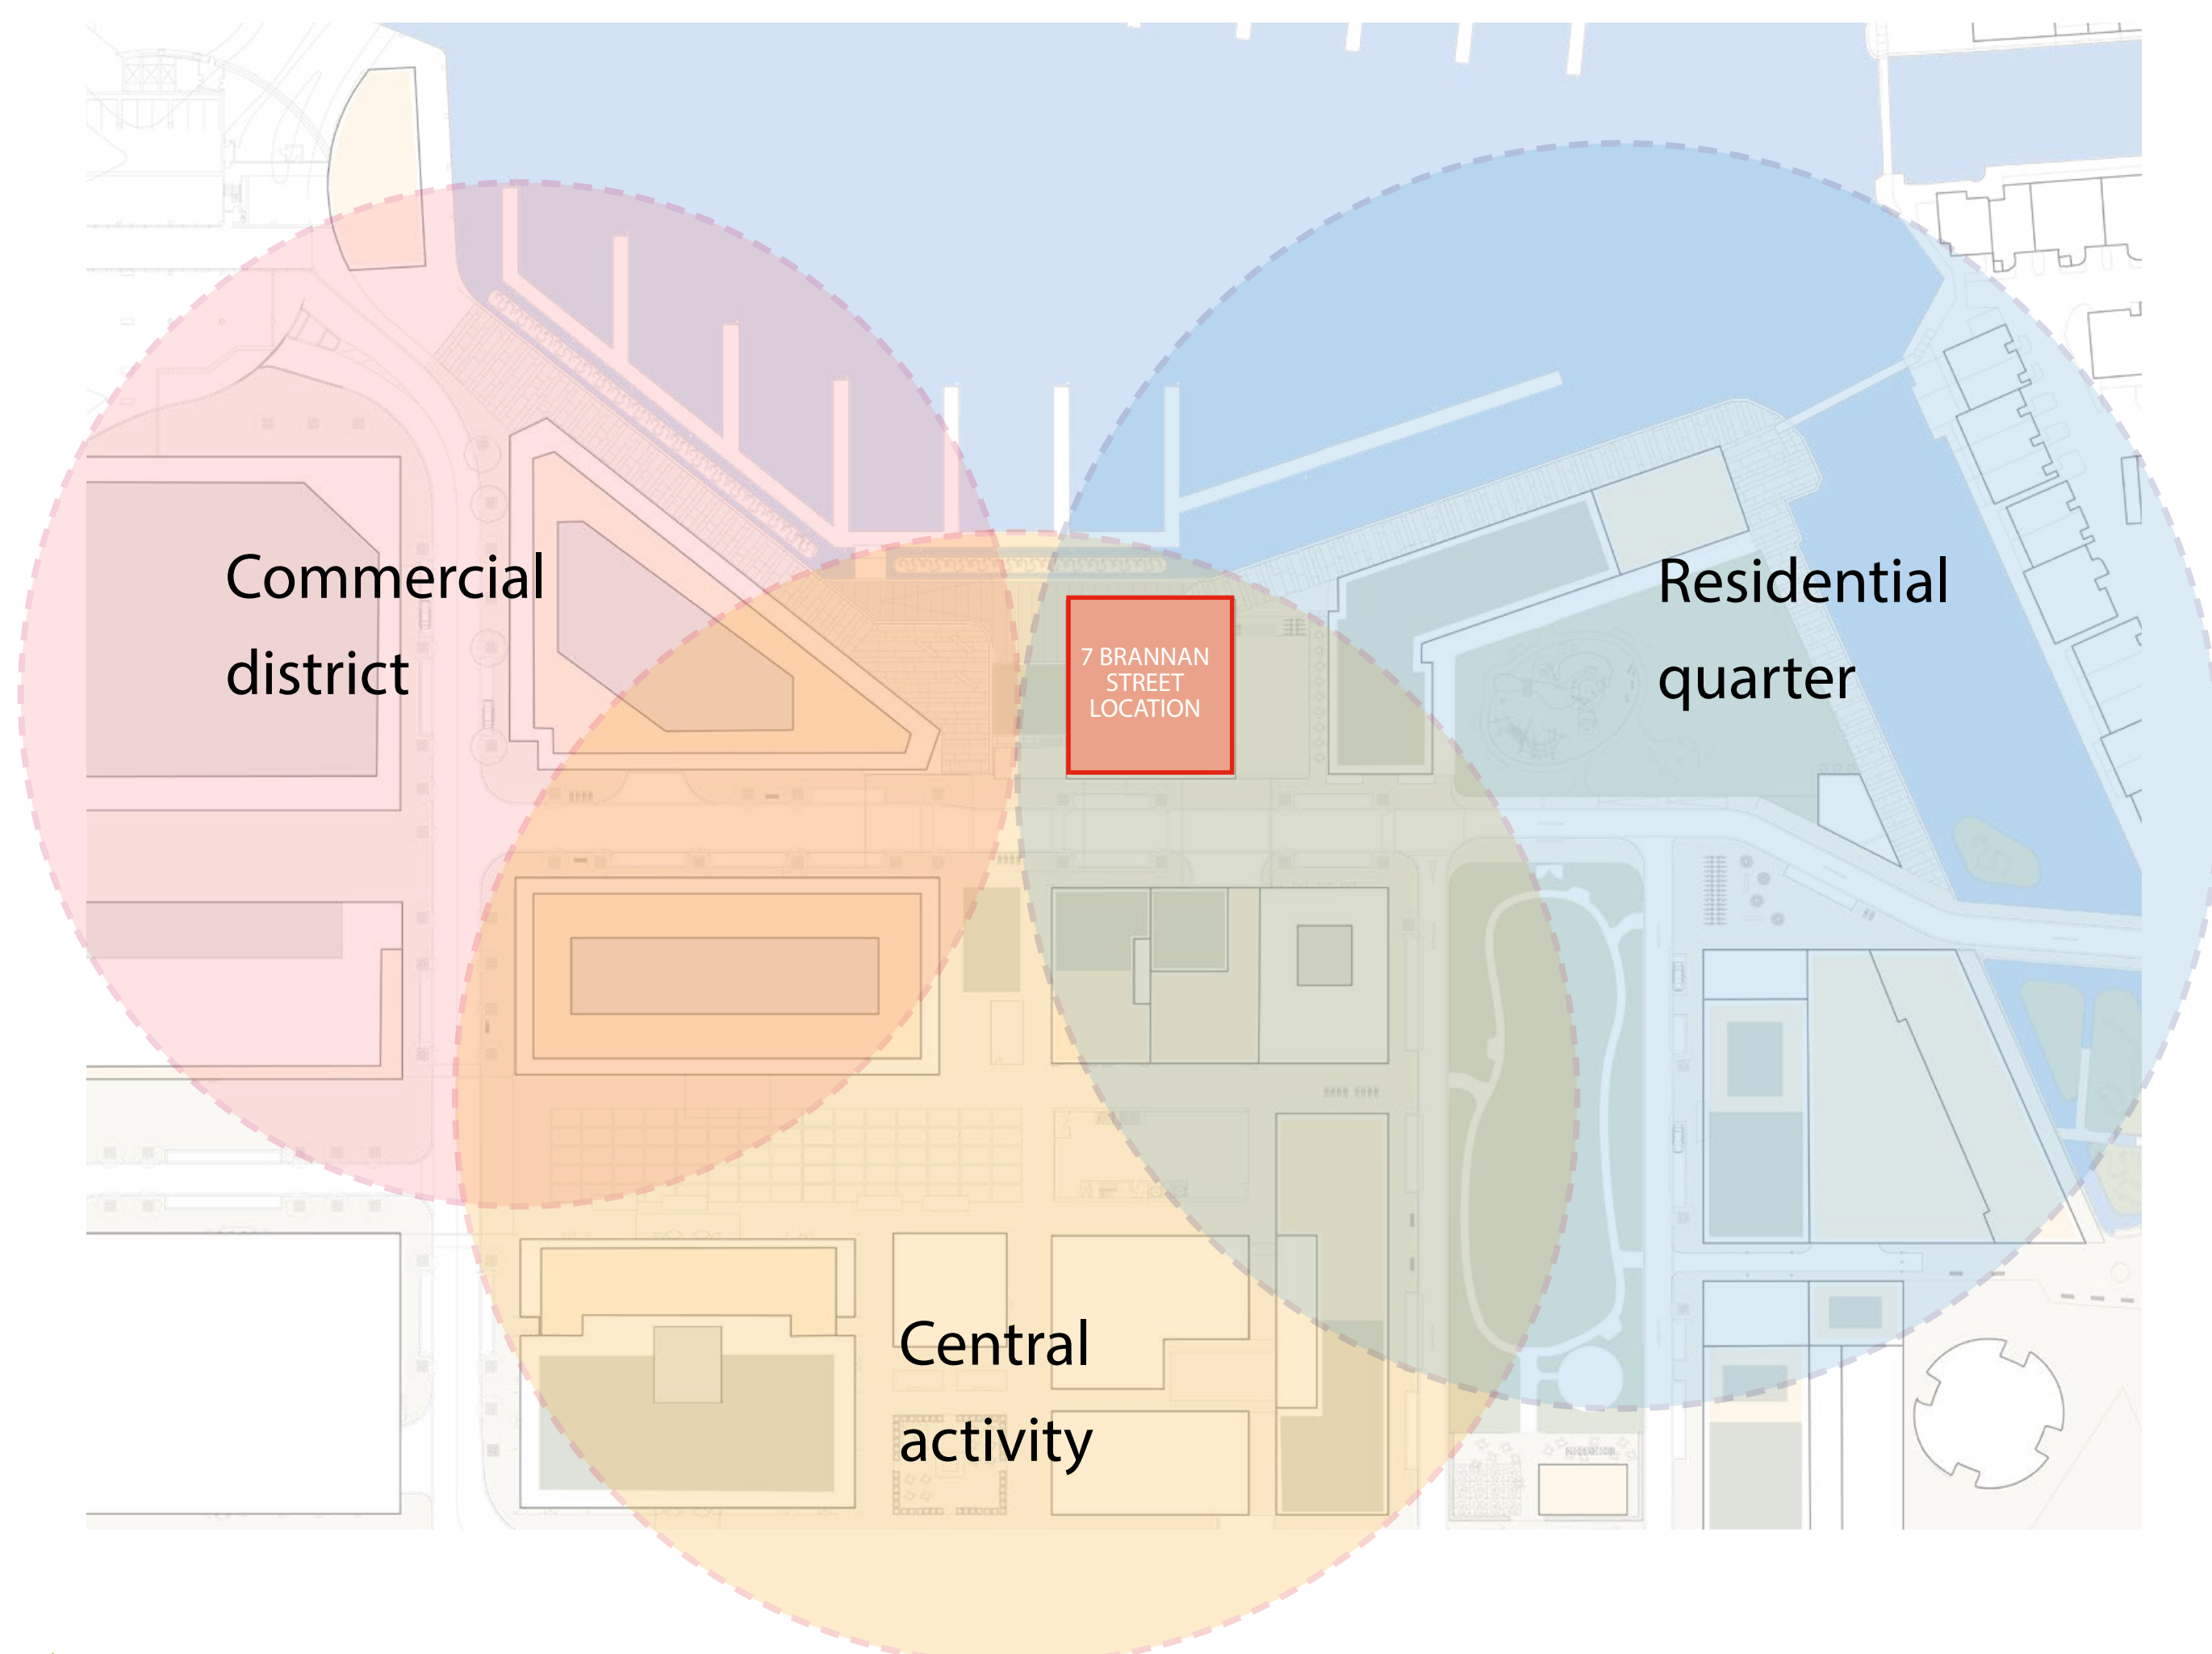 Commercial
district
7 BRANNAN
STREET
LOCATION
Residential
quarter
Central
activity